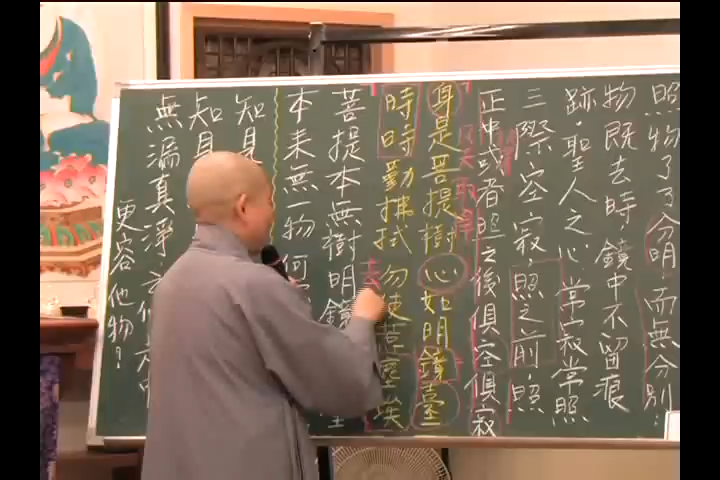 照物了了分明,而無分別!
物既去時,鏡中不留痕
跡.聖人之心,常寂常照
三際空寂,照之前,照
正中或者照之後俱空俱寂
身是菩提樹心如明鏡臺
時時勤拂拭勿使惹塵埃
菩提本無樹明鏡
本来無一物何
知見
知見
無漏真淨
更容他物!